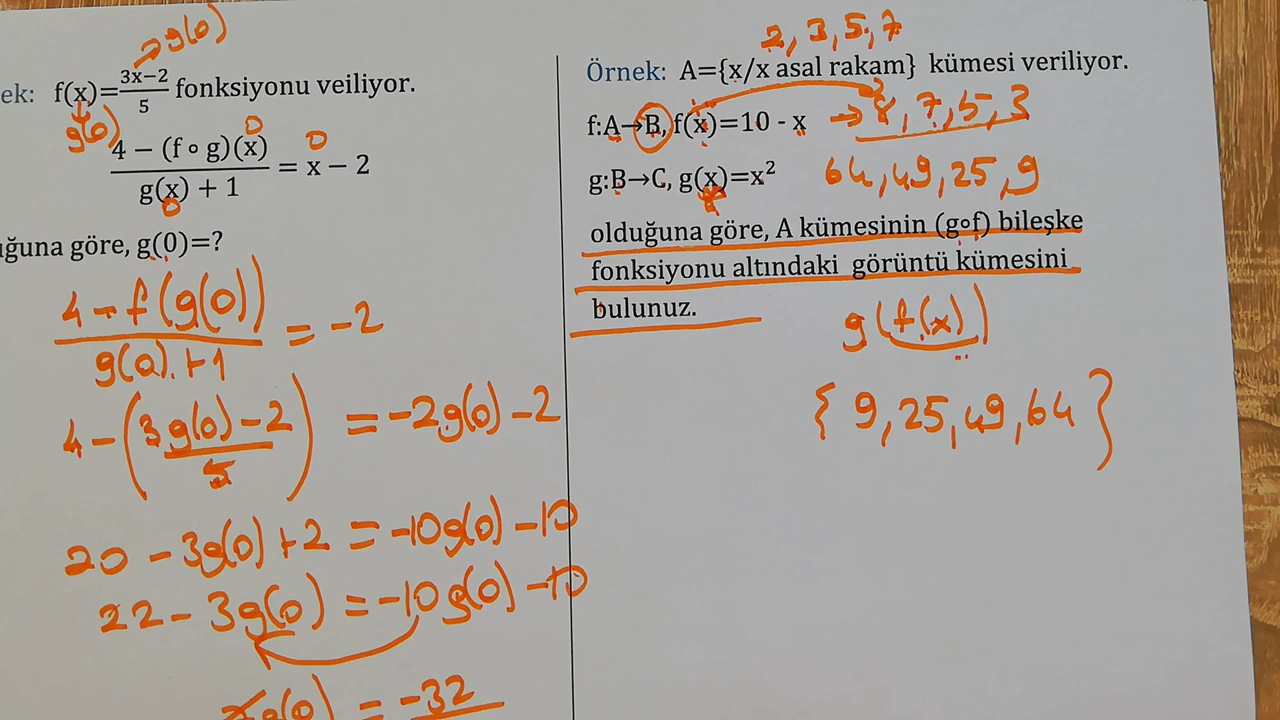 g(0)
ek: f(x)=3x-2/5 fonksiyonu veiliyor.
g(0)
0 0
4 – (f ∘ g)(x) / g(x) + 1 = x – 2
0
ğuna göre, g(0)=?
4 - f(g(0)) / g(0) + 1 = -2
4 - (3g(0) - 2 / 5) = -2g(0) - 2
20 - 3g(0) + 2 = -10g(0) - 10
22 - 3g(0) = -10g(0) - 10
g(0) = -32
2, 3, 5, 7
Örnek: A={x/x asal rakam} kümesi veriliyor.
f:A→B, f(x)=10 - x → 8, 7, 5, 3
g:B→C, g(x)=x² 64, 49, 25, 9
olduğuna göre, A kümesinin (g∘f) bileşke
fonksiyonu altındaki görüntü kümesini
bulunuz.
g(f(x))
{ 9, 25, 49, 64 }